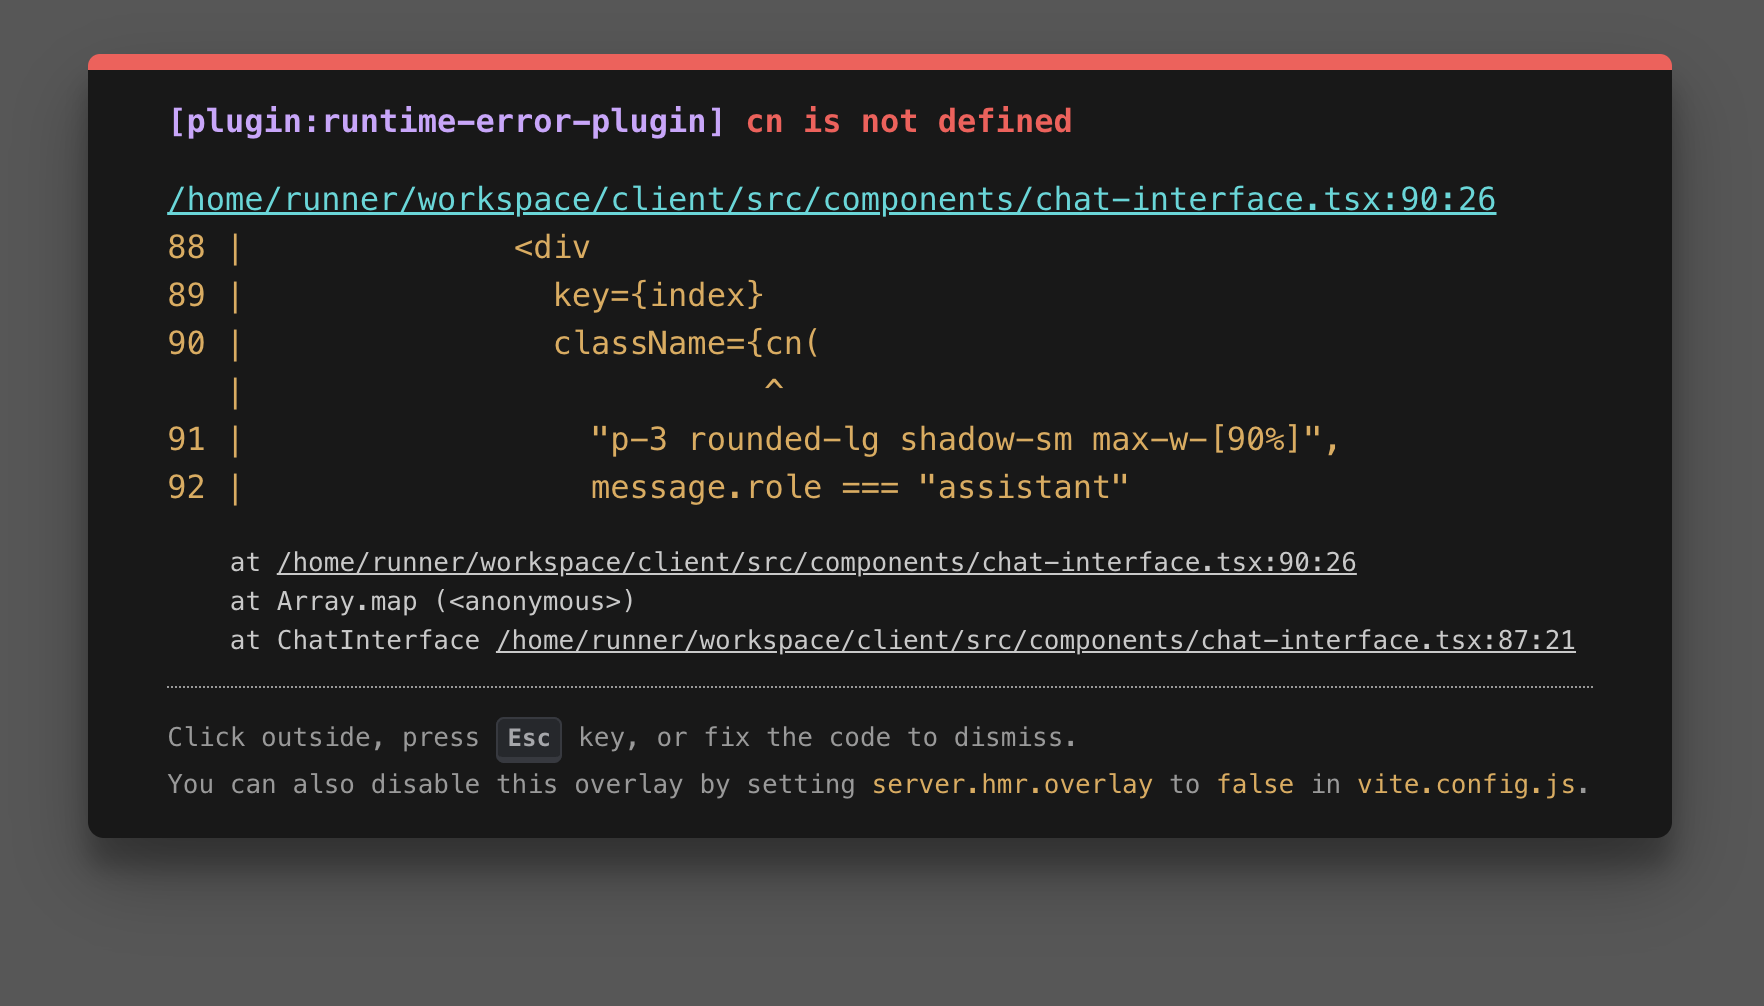 [plugin:runtime-error-plugin] cn is not defined
/home/runner/workspace/client/src/components/chat-interface.tsx:90:26
88 |              <div
89 |                key={index}
90 |                className={cn(
   |                           ^
91 |                  "p-3 rounded-lg shadow-sm max-w-[90%]",
92 |                  message.role === "assistant"
    at /home/runner/workspace/client/src/components/chat-interface.tsx:90:26
    at Array.map (<anonymous>)
    at ChatInterface /home/runner/workspace/client/src/components/chat-interface.tsx:87:21
Click outside, press Esc key, or fix the code to dismiss.
You can also disable this overlay by setting server.hmr.overlay to false in vite.config.js.